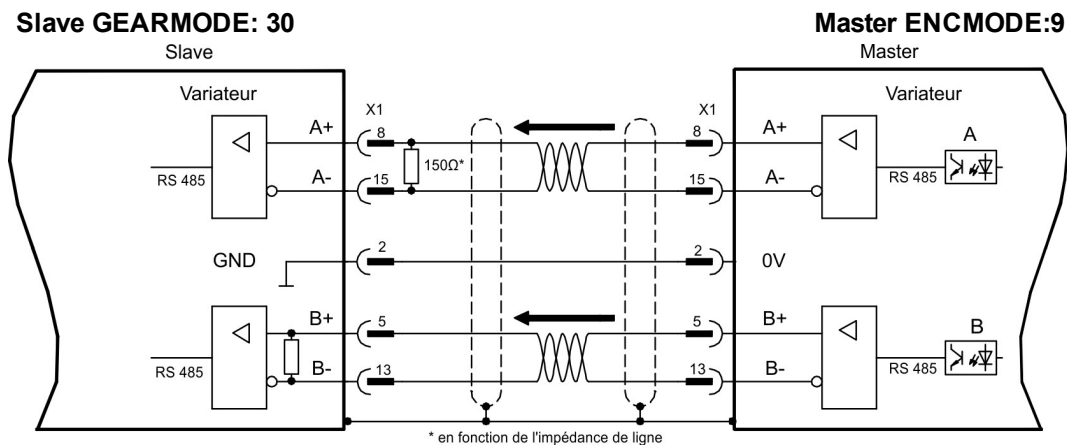 Slave GEARMODE: 30 Master ENCMODE:9
Slave Master
Variateur X1 X1 Variateur
A+ 8 8 A+ A
150Ω*
RS 485 A- 15 15 A- RS 485
GND 2 2 0V
B+ 5 5 B+ B
RS 485 B- 13 13 B- RS 485
* en fonction de l'impédance de ligne